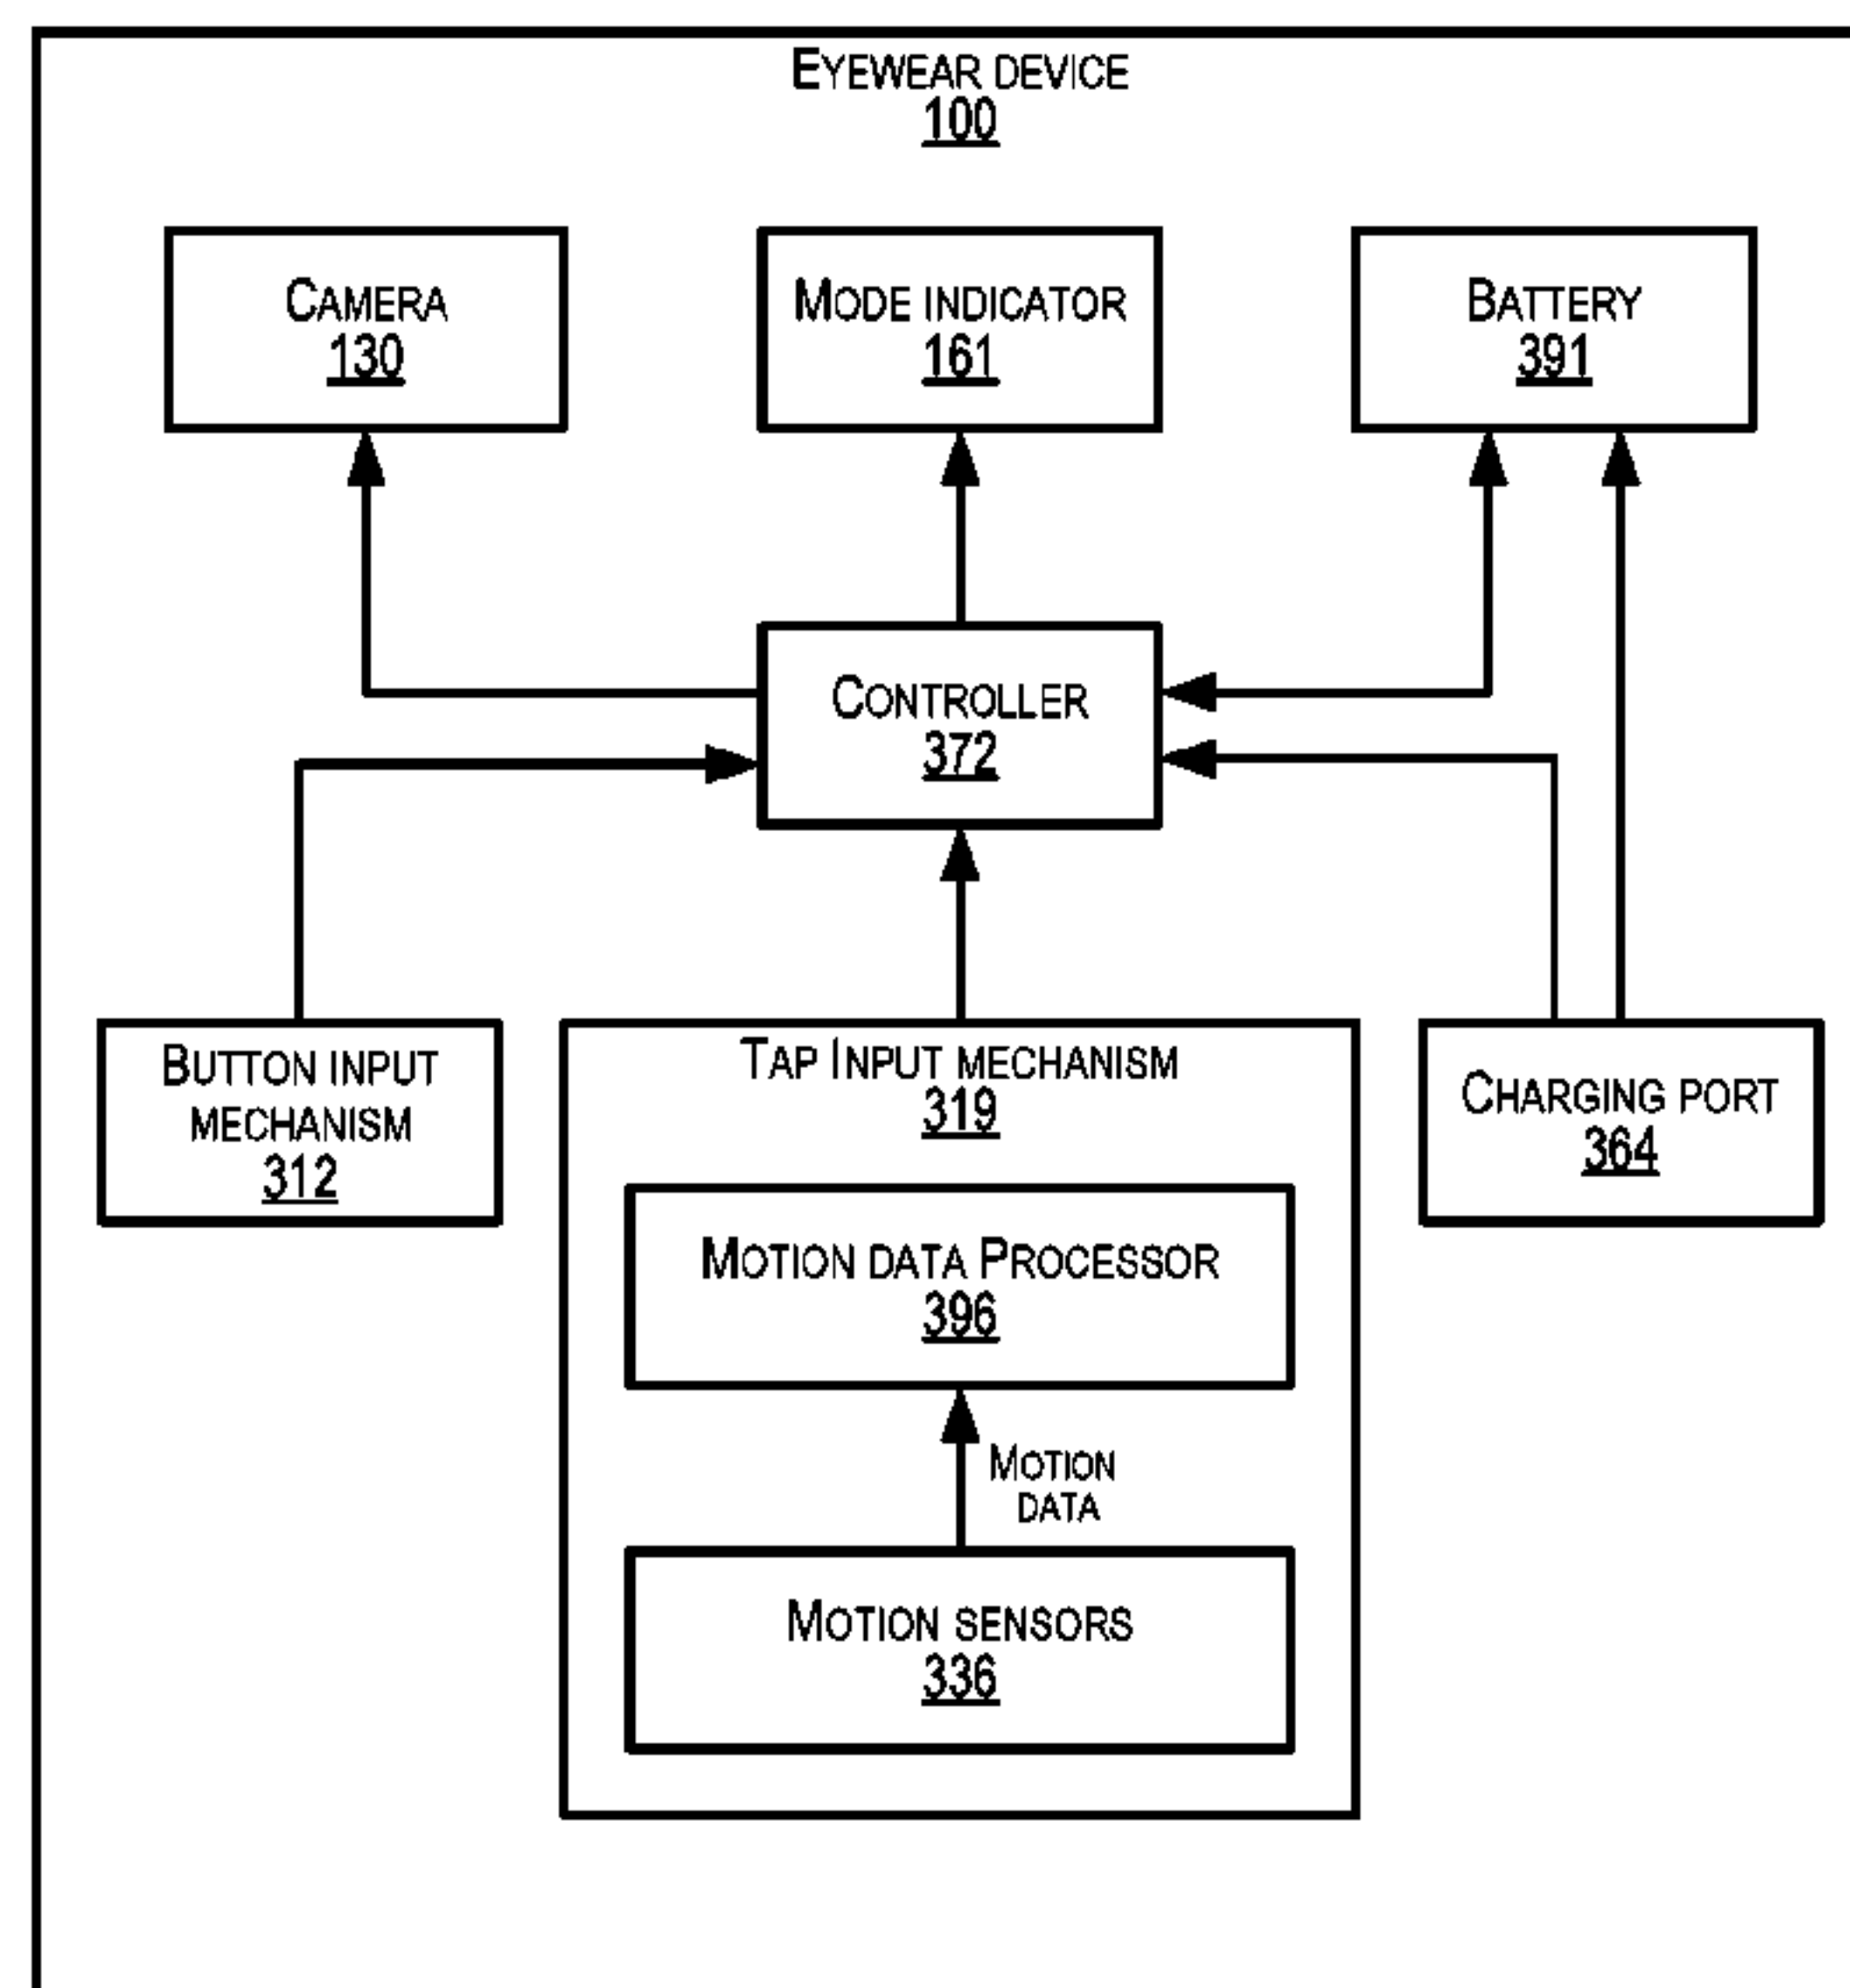 EYEWEAR DEVICE
100
CAMERA
130
MODE INDICATOR
161
BATTERY
391
CONTROLLER
372
BUTTON INPUT
MECHANISM
312
TAP INPUT MECHANISM
319
CHARGING PORT
364
MOTION DATA PROCESSOR
396
MOTION
DATA
MOTION SENSORS
336